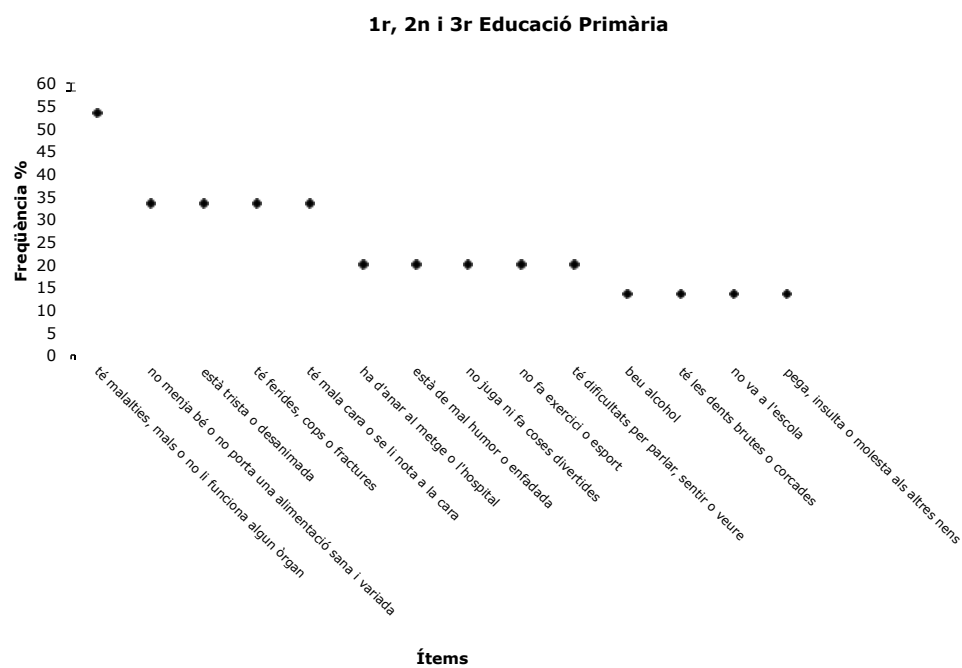 1r, 2n i 3r Educació Primària
Freqüència %
60
55
50
45
40
35
30
25
20
15
10
5
0
té malalties, mals o no li funciona algun òrgan
no menja bé o no porta una alimentació sana i variada
està trista o desanimada
té ferides, cops o fractures
té mala cara o se li nota a la cara
ha d'anar al metge o l'hospital
està de mal humor o enfadada
no juga ni fa coses divertides
no fa exercici o esport
té dificultats per parlar, sentir o veure
beu alcohol
té les dents brutes o corcades
no va a l'escola
pega, insulta o molesta als altres nens
Ítems